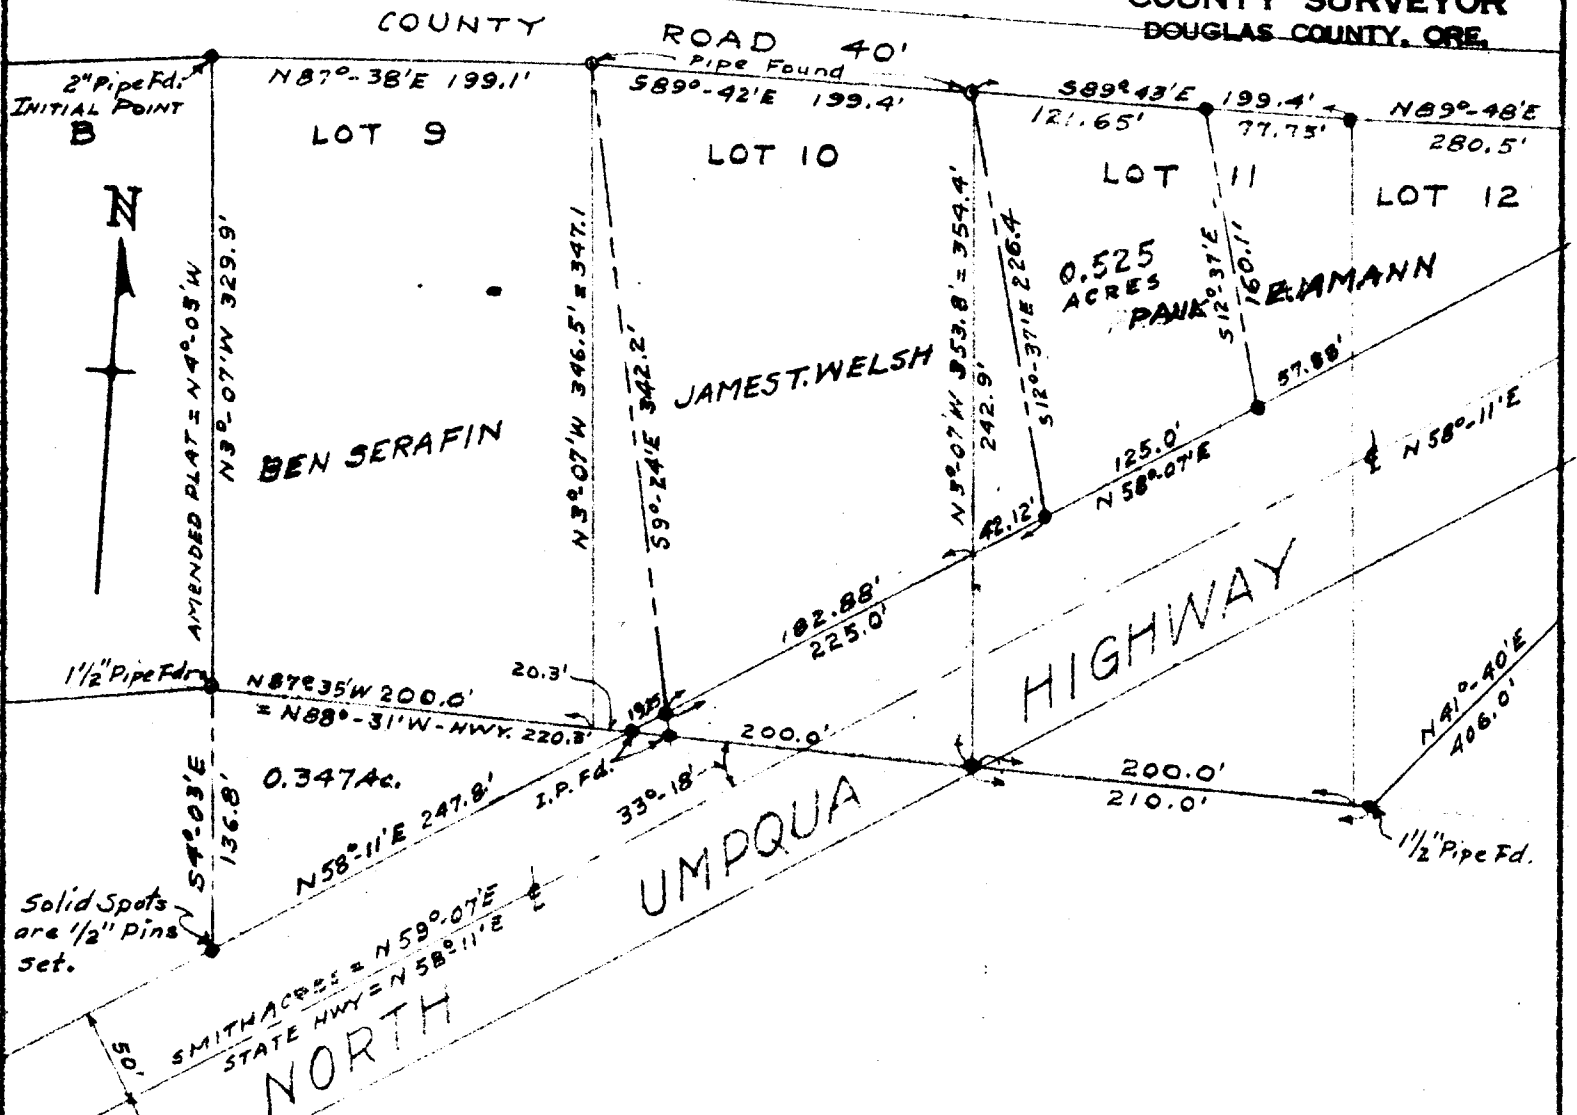 COUNTY SURVEYOR
DOUGLAS COUNTY, ORE.
COUNTY ROAD 40'
2" Pipe Fd.
INITIAL POINT
B
N87°-38'E 199.1'
Pipe Found
S89°-42'E 199.4'
S89°43'E 199.4'
121.65' 77.75'
N89°-48'E
280.5'
LOT 9
LOT 10
LOT 11
LOT 12
N
AMENDED PLAT = N4°-03'W
N3°-07'W 329.9'
N3°-07'W 346.5' = 347.1
S9°-24'E 342.2'
N3°-07'W 353.8' = 354.4'
242.9'
S12°-37'E 226.4
S12°-37'E
160.1'
0.525
ACRES
BEN SERAFIN
JAMES T. WELSH
57.88'
125.0'
N58°-07'E
N58°-11'E
42.12'
182.88'
225.0'
1½" Pipe Fd.
N87°35'W 200.0'
= N88°-31'W-HWY. 220.3'
20.3'
200.0'
200.0'
210.0'
N41°-40'E
406.0'
1½" Pipe Fd.
S4°-03'E
136.8'
0.347 Ac.
I.P. Fd.
33°-18'
N58°-11'E 247.8'
Solid Spots
are ½" Pins
set.
SMITH ACRES = N59°-07'E
STATE HWY = N58°-11'E
50'
NORTH UMPQUA HIGHWAY